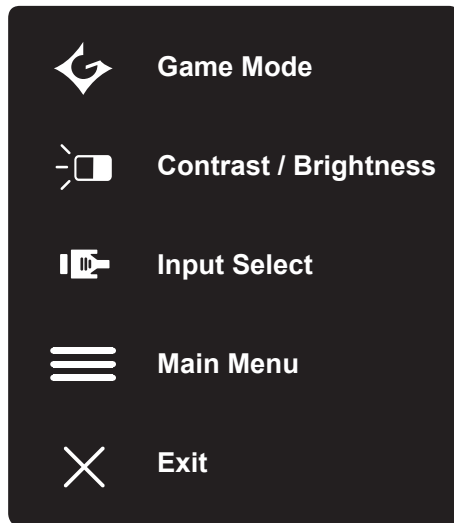 Game Mode
Contrast / Brightness
Input Select
Main Menu
Exit